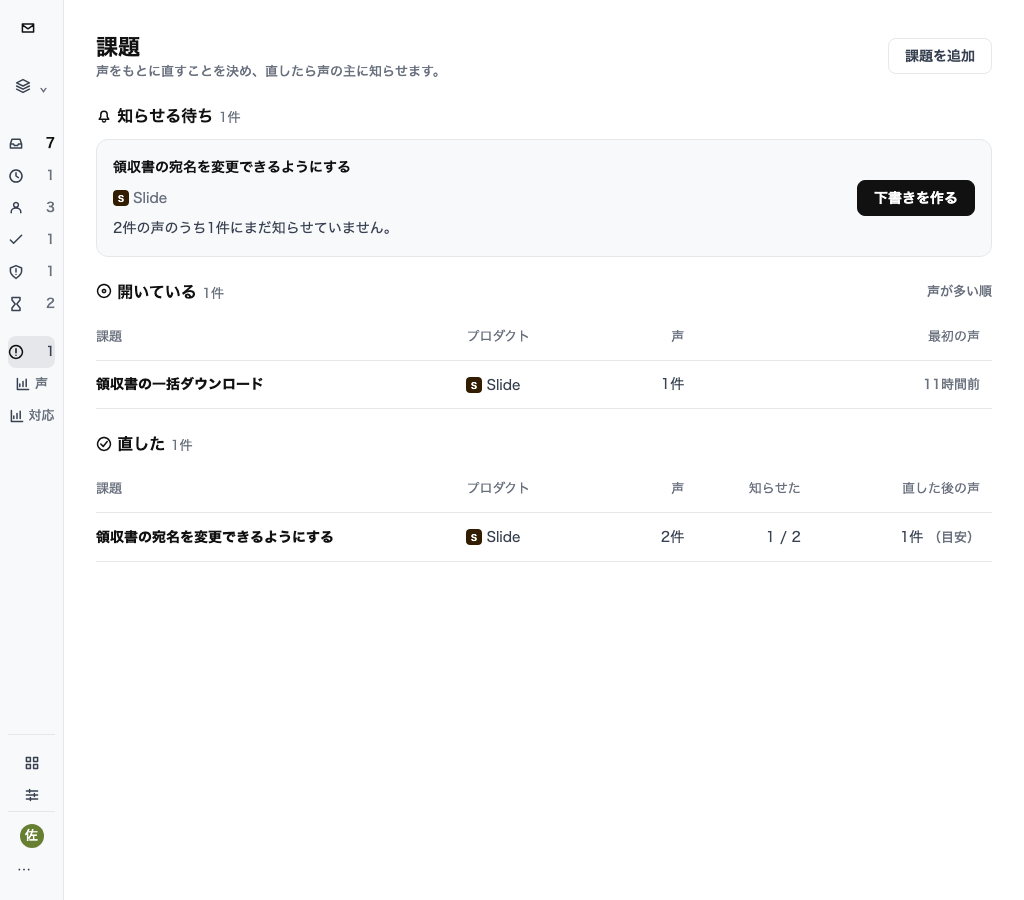 課題
声をもとに直すことを決め、直したら声の主に知らせます。
課題を追加
知らせる待ち 1件
領収書の宛名を変更できるようにする
S Slide
2件の声のうち1件にまだ知らせていません。
下書きを作る
開いている 1件
声が多い順
課題 プロダクト 声 最初の声
領収書の一括ダウンロード S Slide 1件 11時間前
直した 1件
課題 プロダクト 声 知らせた 直した後の声
領収書の宛名を変更できるようにする S Slide 2件 1 / 2 1件 （目安）
7
1
3
1
1
2
1
声
対応
佐
…